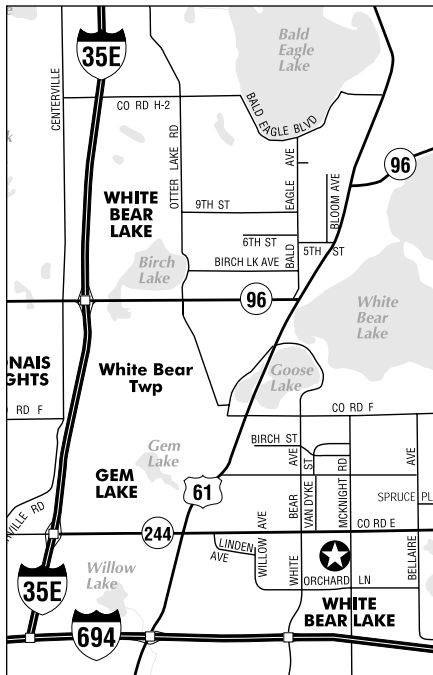 Bald
Eagle
Lake
35E
CENTERVILLE
CO RD H-2
BALD EAGLE BLVD
OTTER LAKE RD
96
WHITE
BEAR
LAKE
BALD EAGLE AVE
BLOOM AVE
9TH ST
6TH ST
5TH ST
BIRCH LK AVE
Birch
Lake
96
White
Bear
Lake
NAIS
GHTS
White Bear
Twp
Goose
Lake
RD F
CO RD F
BIRCH ST
Gem
Lake
GEM
LAKE
61
WHITE BEAR AVE
VAN DYKE ST
MCKNIGHT RD
BELLAIRE AVE
SPRUCE PL
WILLOW AVE
VILLE RD
244
CO RD E
LINDEN
AVE
Willow
Lake
ORCHARD LN
35E
694
WHITE
BEAR LAKE